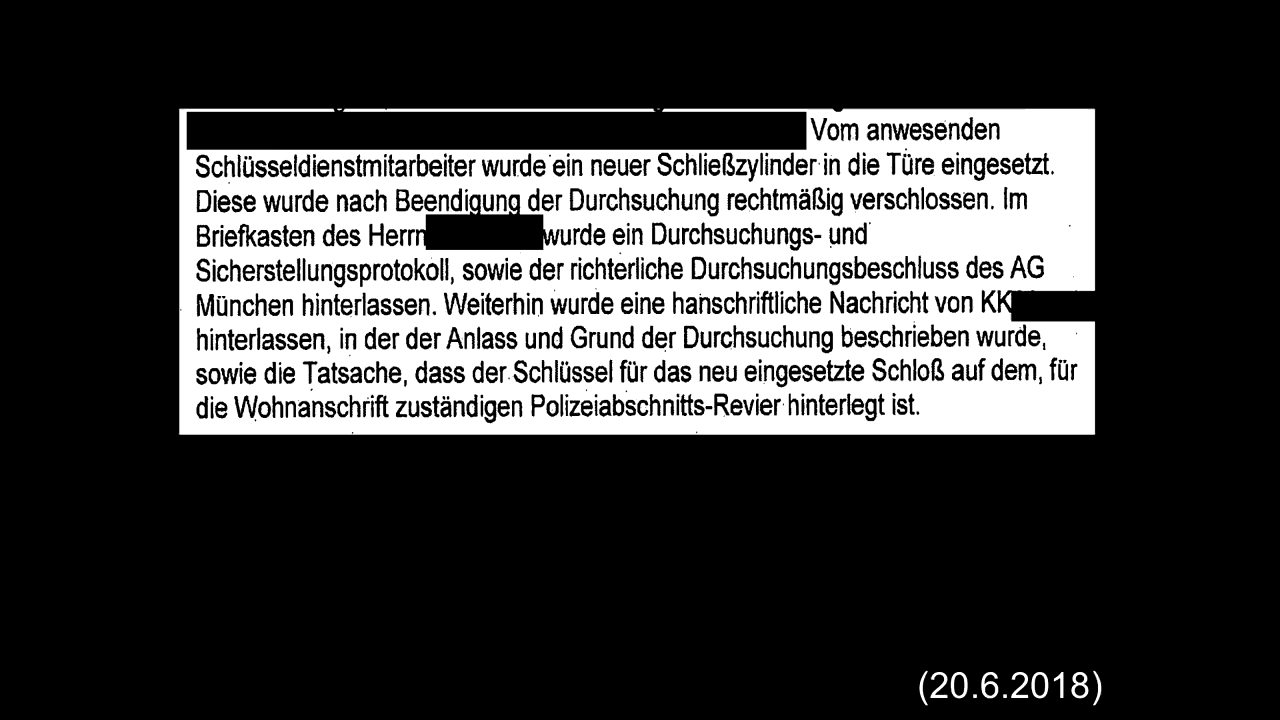 Vom anwesenden
Schlüsseldienstmitarbeiter wurde ein neuer Schließzylinder in die Türe eingesetzt.
Diese wurde nach Beendigung der Durchsuchung rechtmäßig verschlossen. Im
Briefkasten des Herrn wurde ein Durchsuchungs- und
Sicherstellungsprotokoll, sowie der richterliche Durchsuchungsbeschluss des AG
München hinterlassen. Weiterhin wurde eine hanschriftliche Nachricht von KK
hinterlassen, in der der Anlass und Grund der Durchsuchung beschrieben wurde,
sowie die Tatsache, dass der Schlüssel für das neu eingesetzte Schloß auf dem, für
die Wohnanschrift zuständigen Polizeiabschnitts-Revier hinterlegt ist.
(20.6.2018)